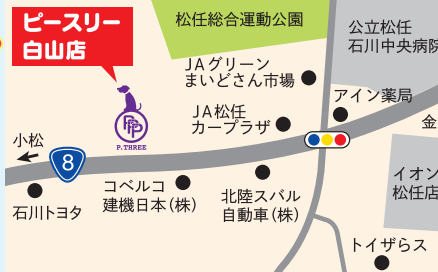 ピースリー
白山店
松任総合運動公園
公立松任
石川中央病院
JAグリーン
まいどさん市場
アイン薬局
JA松任
カープラザ
金
小松
PPP
P.THREE
8
イオン
松任店
コベルコ
建機日本(株)
北陸スバル
自動車(株)
石川トヨタ
トイザらス